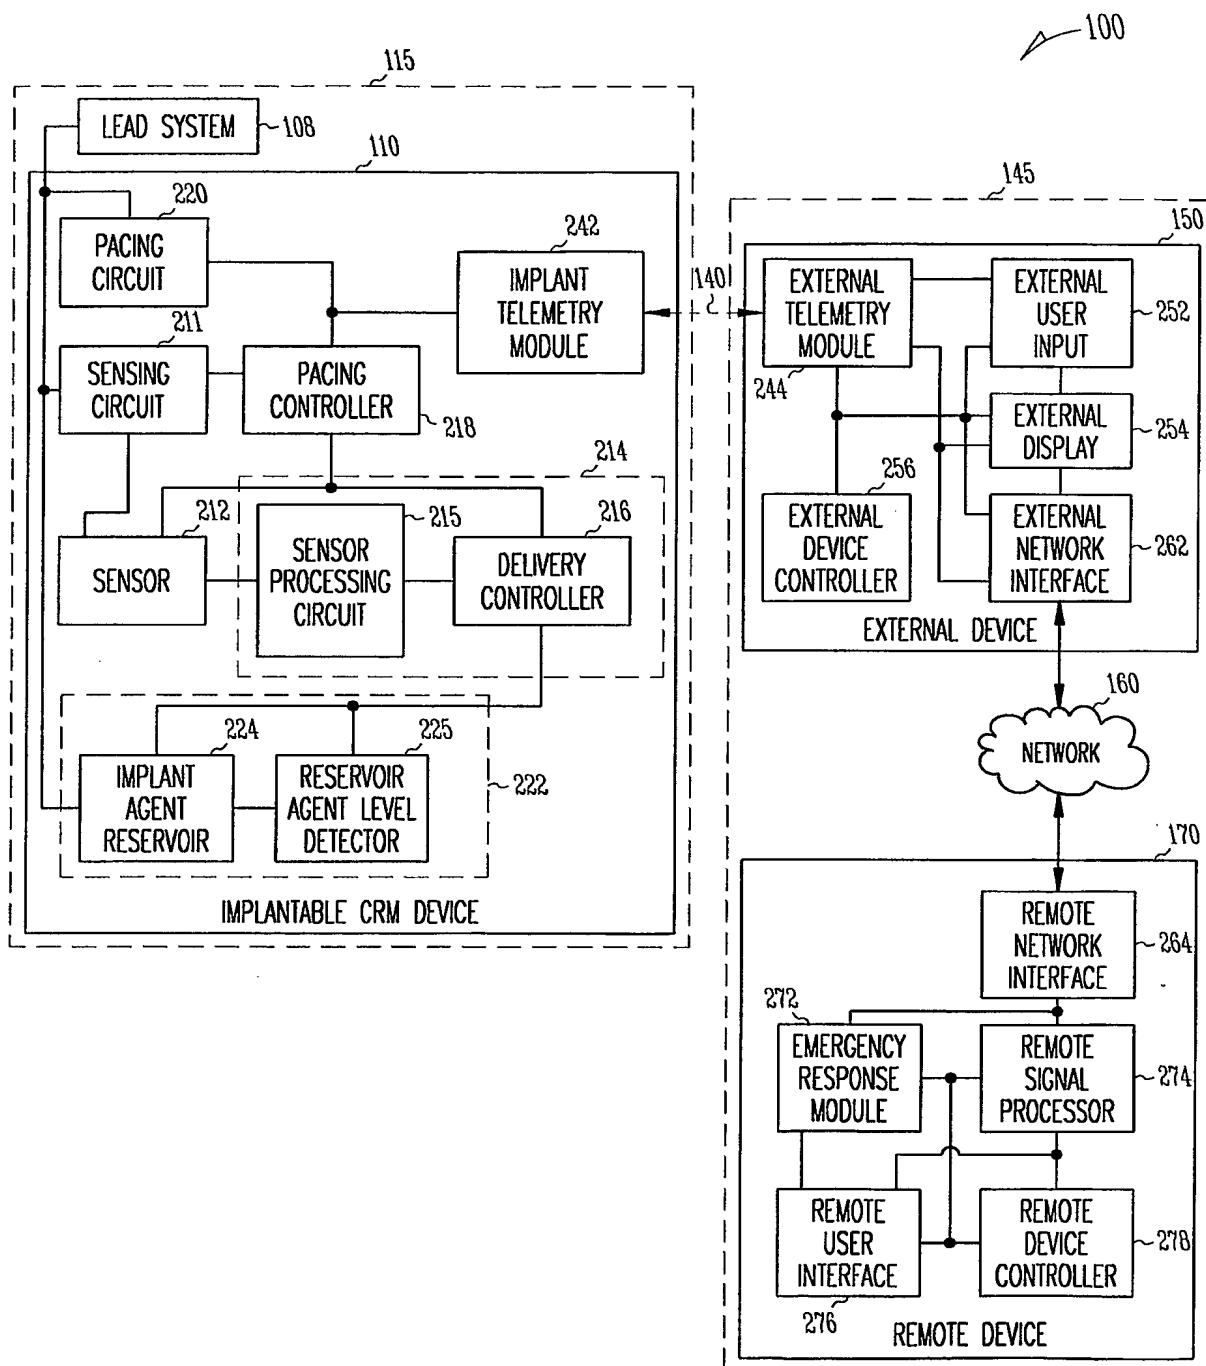 100
115
LEAD SYSTEM
108
110
220
PACING
CIRCUIT
242
IMPLANT
TELEMETRY
MODULE
211
SENSING
CIRCUIT
PACING
CONTROLLER
218
214
212
SENSOR
215
SENSOR
PROCESSING
CIRCUIT
216
DELIVERY
CONTROLLER
224
IMPLANT
AGENT
RESERVOIR
225
RESERVOIR
AGENT LEVEL
DETECTOR
222
IMPLANTABLE CRM DEVICE
140
145
150
EXTERNAL
TELEMETRY
MODULE
244
EXTERNAL
USER
INPUT
252
EXTERNAL
DISPLAY
254
256
EXTERNAL
DEVICE
CONTROLLER
EXTERNAL
NETWORK
INTERFACE
262
EXTERNAL DEVICE
160
NETWORK
170
REMOTE
NETWORK
INTERFACE
264
272
EMERGENCY
RESPONSE
MODULE
REMOTE
SIGNAL
PROCESSOR
274
REMOTE
USER
INTERFACE
276
REMOTE
DEVICE
CONTROLLER
278
REMOTE DEVICE